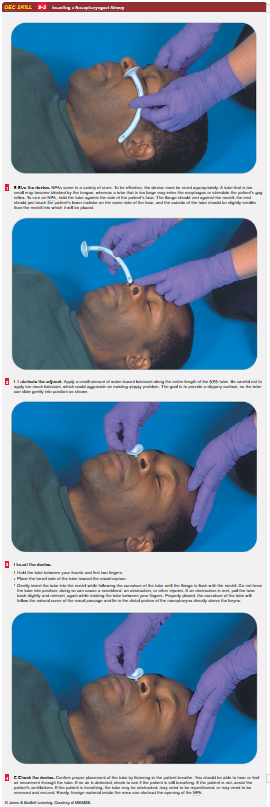 OEC SKILL 9-3 Inserting a Nasopharyngeal Airway
1 Size the device. NPAs come in a variety of sizes. To be effective, the device must be sized appropriately. A tube that is too
small may become blocked by the tongue, whereas a tube that is too large may enter the esophagus or stimulate the patient's gag
reflex. To size an NPA, hold the tube against the side of the patient's face. The flange should rest against the nostril, the end
should just touch the patient's on the outer side of the face, and the outside of the tube should be slightly smaller
than the nostril into which it will be placed.
2 Lubricate the adjunct. Apply a small amount of water-based lubricant along the entire length of the NPA tube. Be careful not to
apply too much lubricant, which could aggravate an existing airway problem. The goal is to provide a slippery surface, so the tube
can slide gently into position as shown.
3 Insert the device.
Hold the tube between your thumb and first two fingers.
Place the bevel side of the tube toward the nasal septum.
Gently insert the tube into the nostril while following the curvature of the tube until the flange is flush with the nostril. Do not force
the tube into position; doing so can cause a nosebleed, an obstruction, or other injuries. If an obstruction is met, pull the tube
back slightly and reinsert, again while rotating the tube between your fingers. Properly placed, the curvature of the tube will
follow the natural curve of the nasal passage and lie in the distal portion of the nasopharynx directly above the
4 Check the device. Confirm proper placement of the tube by listening to the patient breathe. You should be able to hear or feel
air movement through the tube. If no air is detected, check to see if the patient is still breathing. If the patient is not, assist the
patient's ventilations. If the patient is breathing, the tube may be obstructed, may need to be repositioned, or may need to be
removed and resized. Rarely, foreign material inside the nose can obstruct the opening of the NPA.
© Jones & Bartlett Learning. Courtesy of MIEMSS.